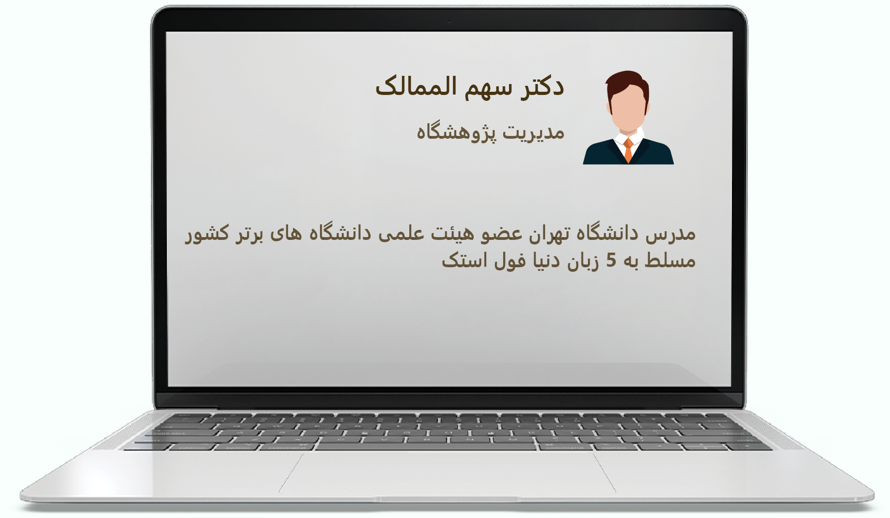 دکتر سهم الممالک
مدیریت پژوهشگاه
مدرس دانشگاه تهران عضو هیئت علمی دانشگاه های برتر کشور
مسلط به 5 زبان دنیا فول استک